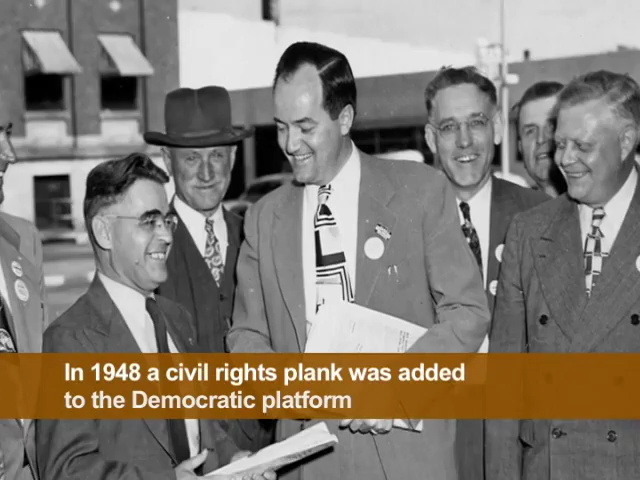 In 1948 a civil rights plank was added
to the Democratic platform